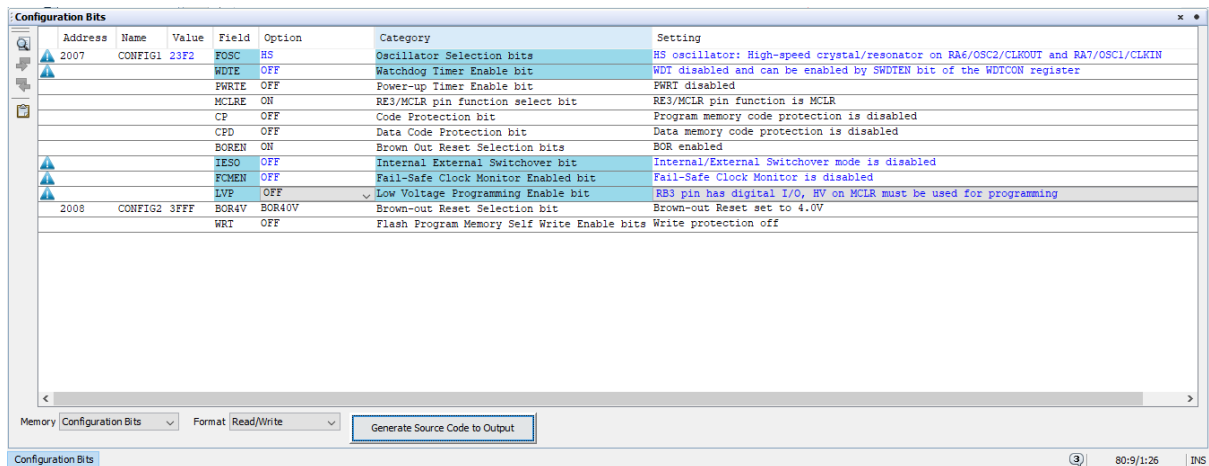 Configuration Bits
Address Name Value Field Option Category Setting
2007 CONFIG1 23F2 FOSC HS Oscillator Selection bits HS oscillator: High-speed crystal/resonator on RA6/OSC2/CLKOUT and RA7/OSC1/CLKIN
WDTE OFF Watchdog Timer Enable bit WDT disabled and can be enabled by SWDTEN bit of the WDTCON register
PWRTE OFF Power-up Timer Enable bit PWRT disabled
MCLRE ON RE3/MCLR pin function select bit RE3/MCLR pin function is MCLR
CP OFF Code Protection bit Program memory code protection is disabled
CPD OFF Data Code Protection bit Data memory code protection is disabled
BOREN ON Brown Out Reset Selection bits BOR enabled
IESO OFF Internal External Switchover bit Internal/External Switchover mode is disabled
FCMEN OFF Fail-Safe Clock Monitor Enabled bit Fail-Safe Clock Monitor is disabled
LVP OFF Low Voltage Programming Enable bit RB3 pin has digital I/O, HV on MCLR must be used for programming
2008 CONFIG2 3FFF BOR4V BOR40V Brown-out Reset Selection bit Brown-out Reset set to 4.0V
WRT OFF Flash Program Memory Self Write Enable bits Write protection off
Memory Configuration Bits Format Read/Write Generate Source Code to Output
Configuration Bits 3 80:9/1:26 INS